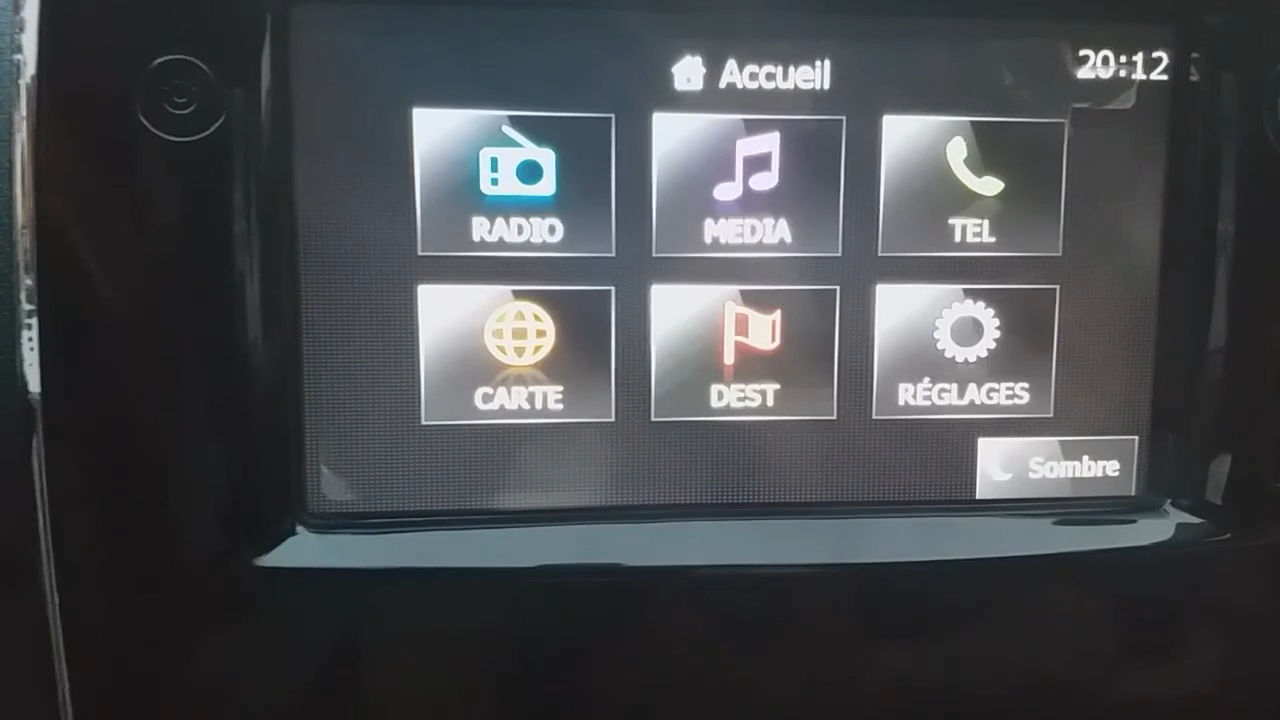 Accueil
20:12
RADIO
MEDIA
TEL
CARTE
DEST
RÉGLAGES
Sombre